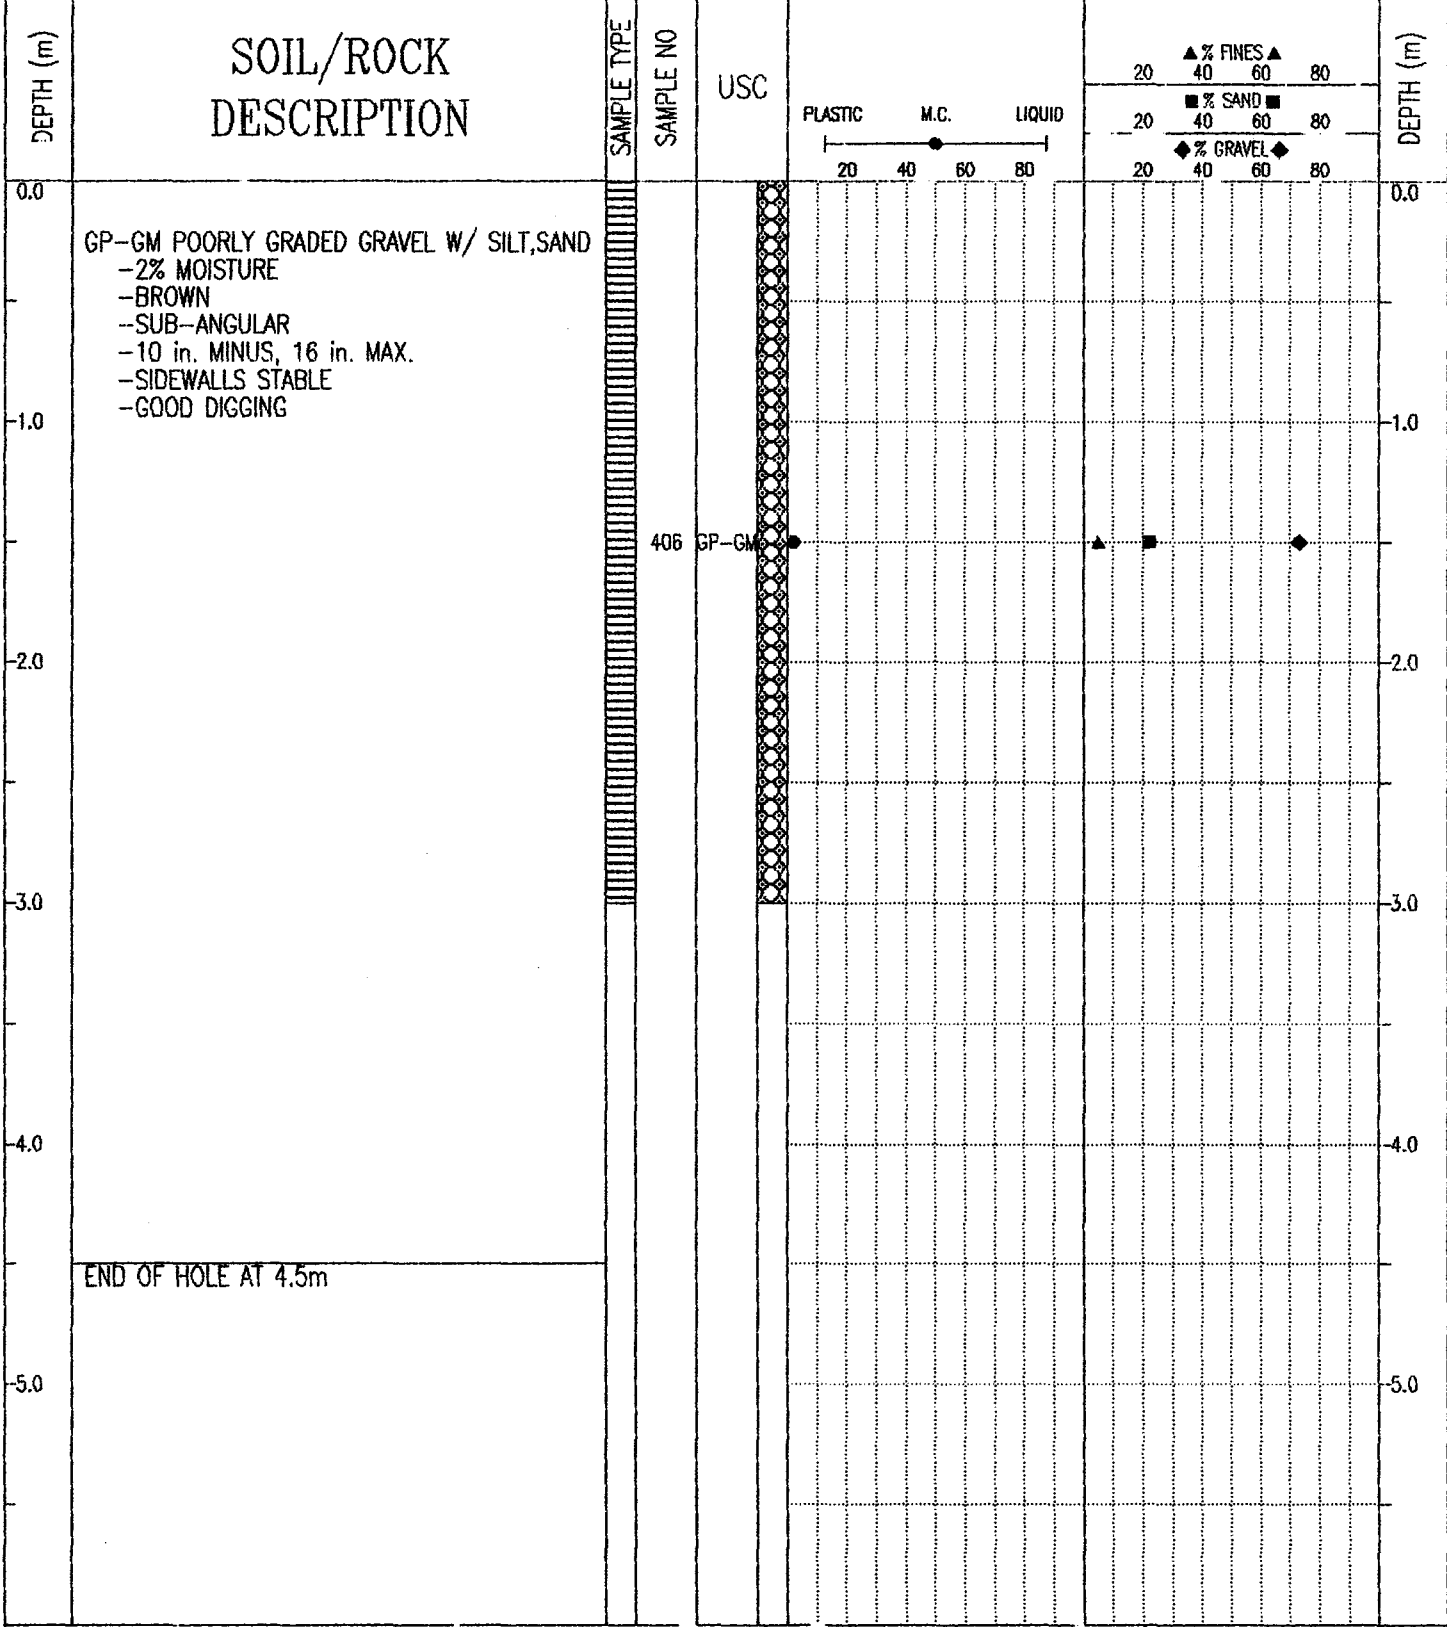 DEPTH (m)
SOIL/ROCK
DESCRIPTION
SAMPLE TYPE
SAMPLE NO
USC
PLASTIC M.C. LIQUID
20 40 60 80
▲ % FINES ▲
20 40 60 80
■ % SAND ■
20 40 60 80
◆ % GRAVEL ◆
20 40 60 80
DEPTH (m)
0.0 0.0
GP-GM POORLY GRADED GRAVEL W/ SILT,SAND
-2% MOISTURE
-BROWN
--SUB-ANGULAR
-10 in. MINUS, 16 in. MAX.
-SIDEWALLS STABLE
-GOOD DIGGING
-1.0 -1.0
406 GP-GM
-2.0 -2.0
-3.0 -3.0
-4.0 -4.0
END OF HOLE AT 4.5m
-5.0 -5.0